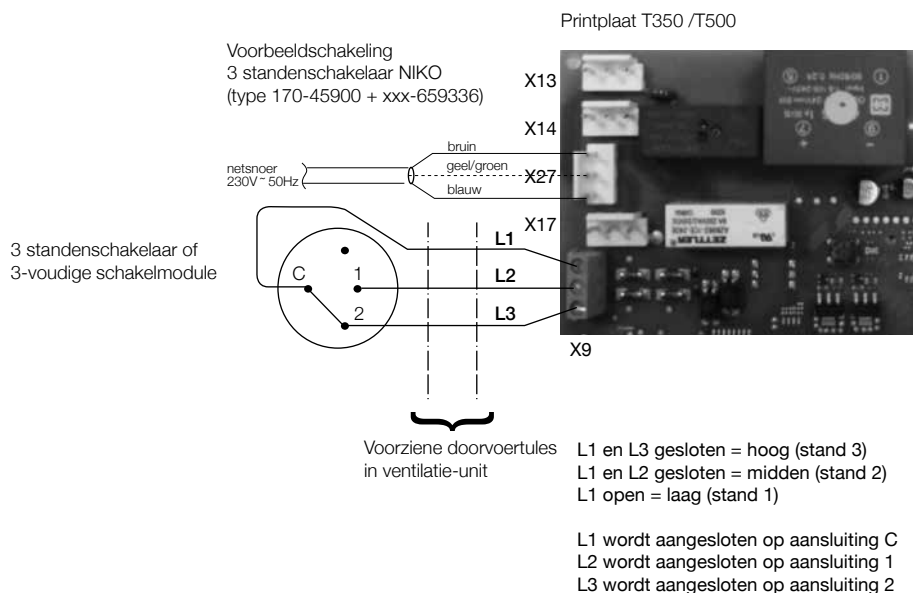 Printplaat T350 /T500
Voorbeeldschakeling
3 standenschakelaar NIKO
(type 170-45900 + xxx-659336)
X13
X14
bruin
geel/groen
X27
blauw
netsnoer
230V~ 50Hz
X17
3 standenschakelaar of
3-voudige schakelmodule
L1
L2
L3
C
1
2
X9
ZETTLER
Voorziene doorvoertules
in ventilatie-unit
L1 en L3 gesloten = hoog (stand 3)
L1 en L2 gesloten = midden (stand 2)
L1 open = laag (stand 1)
L1 wordt aangesloten op aansluiting C
L2 wordt aangesloten op aansluiting 1
L3 wordt aangesloten op aansluiting 2